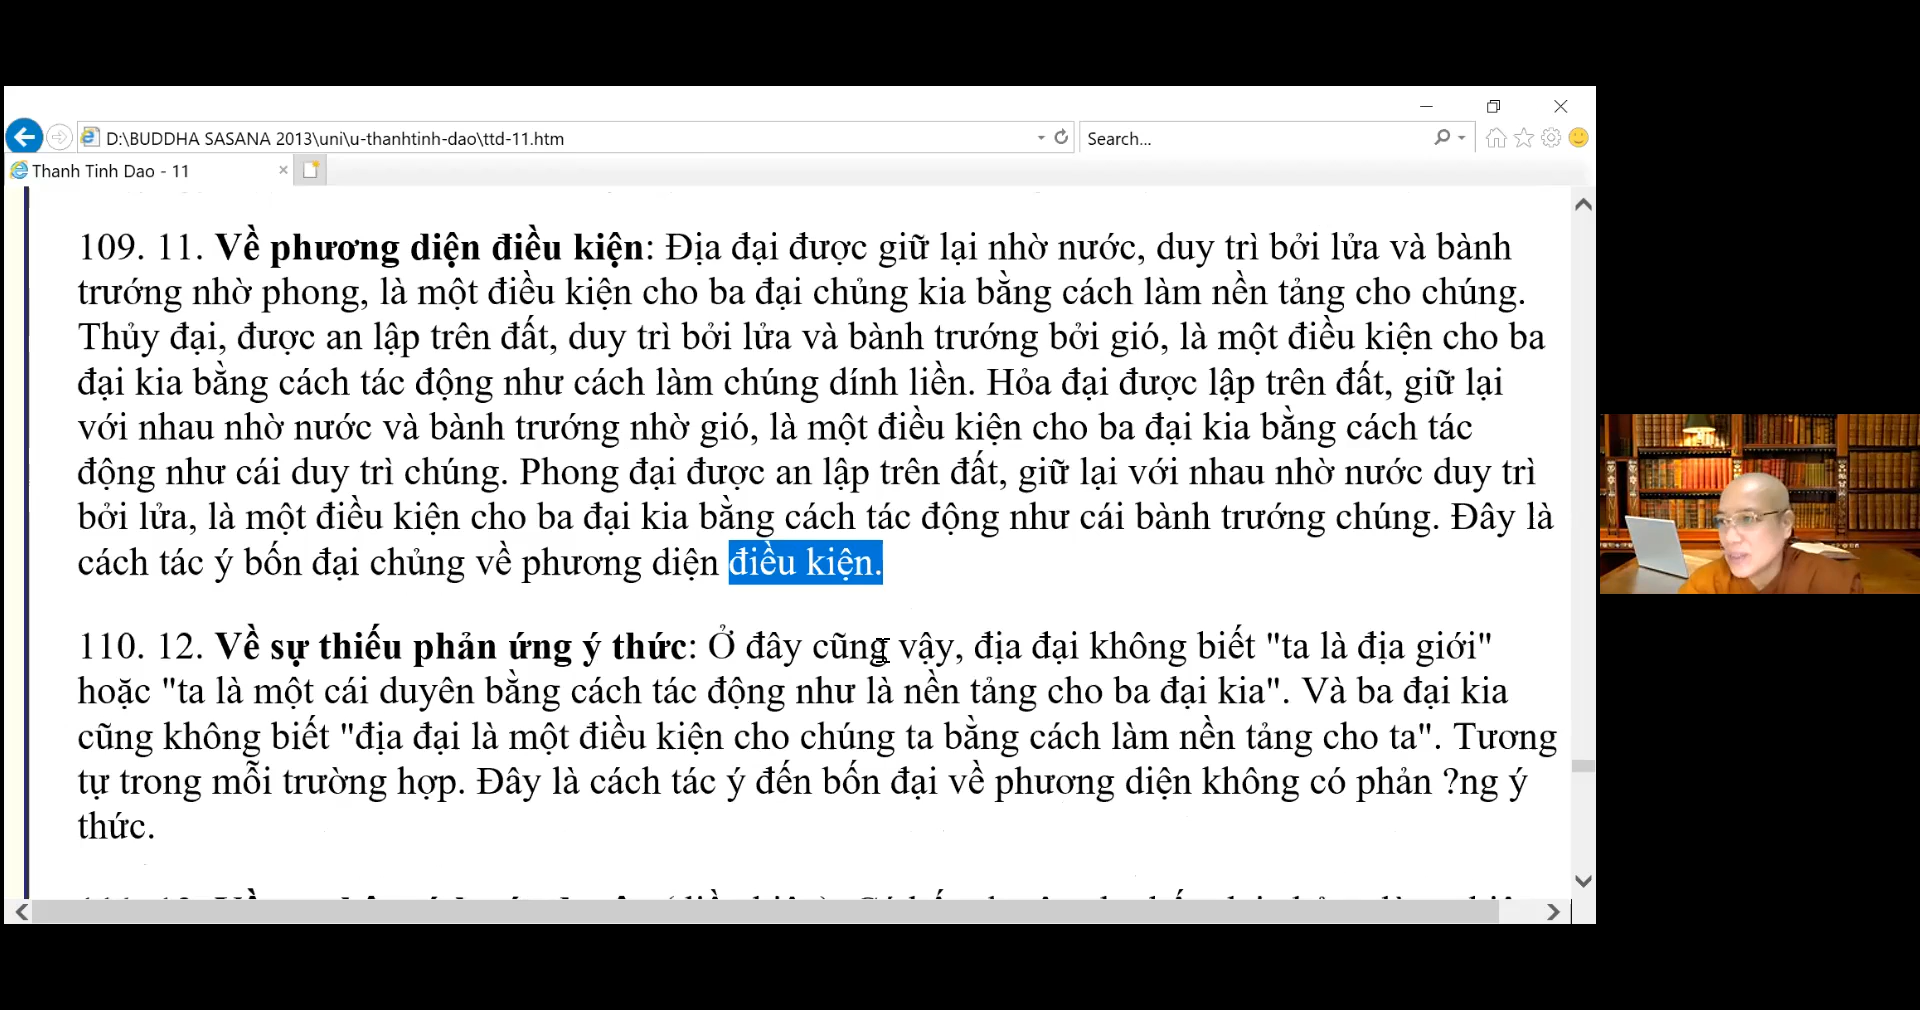 D:\BUDDHA SASANA 2013\uni\u-thanhtinh-dao\ttd-11.htm
Search...
Thanh Tinh Dao - 11
109. 11. Về phương diện điều kiện: Địa đại được giữ lại nhờ nước, duy trì bởi lửa và bành
trướng nhờ phong, là một điều kiện cho ba đại chủng kia bằng cách làm nền tảng cho chúng.
Thủy đại, được an lập trên đất, duy trì bởi lửa và bành trướng bởi gió, là một điều kiện cho ba
đại kia bằng cách tác động như cách làm chúng dính liền. Hỏa đại được lập trên đất, giữ lại
với nhau nhờ nước và bành trướng nhờ gió, là một điều kiện cho ba đại kia bằng cách tác
động như cái duy trì chúng. Phong đại được an lập trên đất, giữ lại với nhau nhờ nước duy trì
bởi lửa, là một điều kiện cho ba đại kia bằng cách tác động như cái bành trướng chúng. Đây là
cách tác ý bốn đại chủng về phương diện điều kiện.
110. 12. Về sự thiếu phản ứng ý thức: Ở đây cũng vậy, địa đại không biết "ta là địa giới"
hoặc "ta là một cái duyên bằng cách tác động như là nền tảng cho ba đại kia". Và ba đại kia
cũng không biết "địa đại là một điều kiện cho chúng ta bằng cách làm nền tảng cho ta". Tương
tự trong mỗi trường hợp. Đây là cách tác ý đến bốn đại về phương diện không có phản ?ng ý
thức.